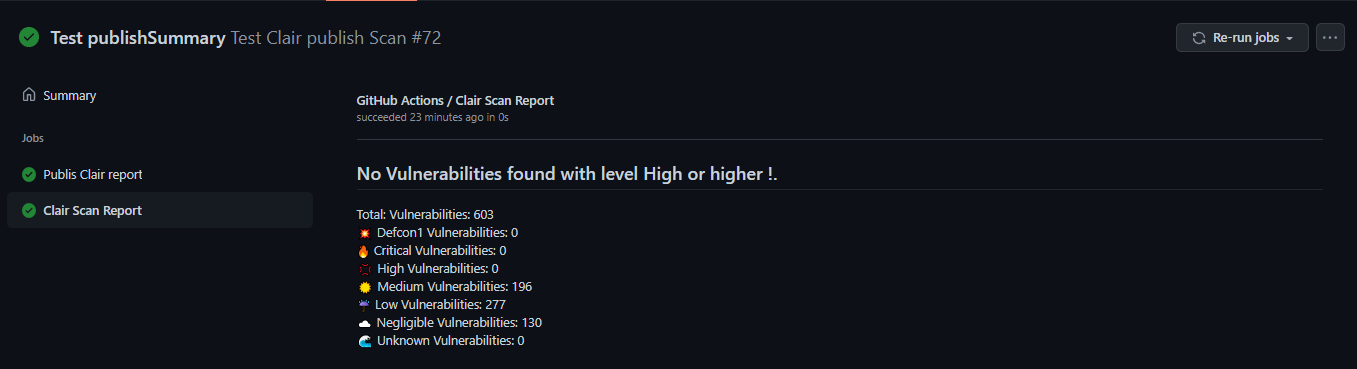 Test publishSummary Test Clair publish Scan #72
Re-run jobs
Summary
Jobs
Publis Clair report
Clair Scan Report
GitHub Actions / Clair Scan Report
succeeded 23 minutes ago in 0s
No Vulnerabilities found with level High or higher !.
Total: Vulnerabilities: 603
💥 Defcon1 Vulnerabilities: 0
🔥 Critical Vulnerabilities: 0
High Vulnerabilities: 0
Medium Vulnerabilities: 196
Low Vulnerabilities: 277
☁ Negligible Vulnerabilities: 130
🌊 Unknown Vulnerabilities: 0